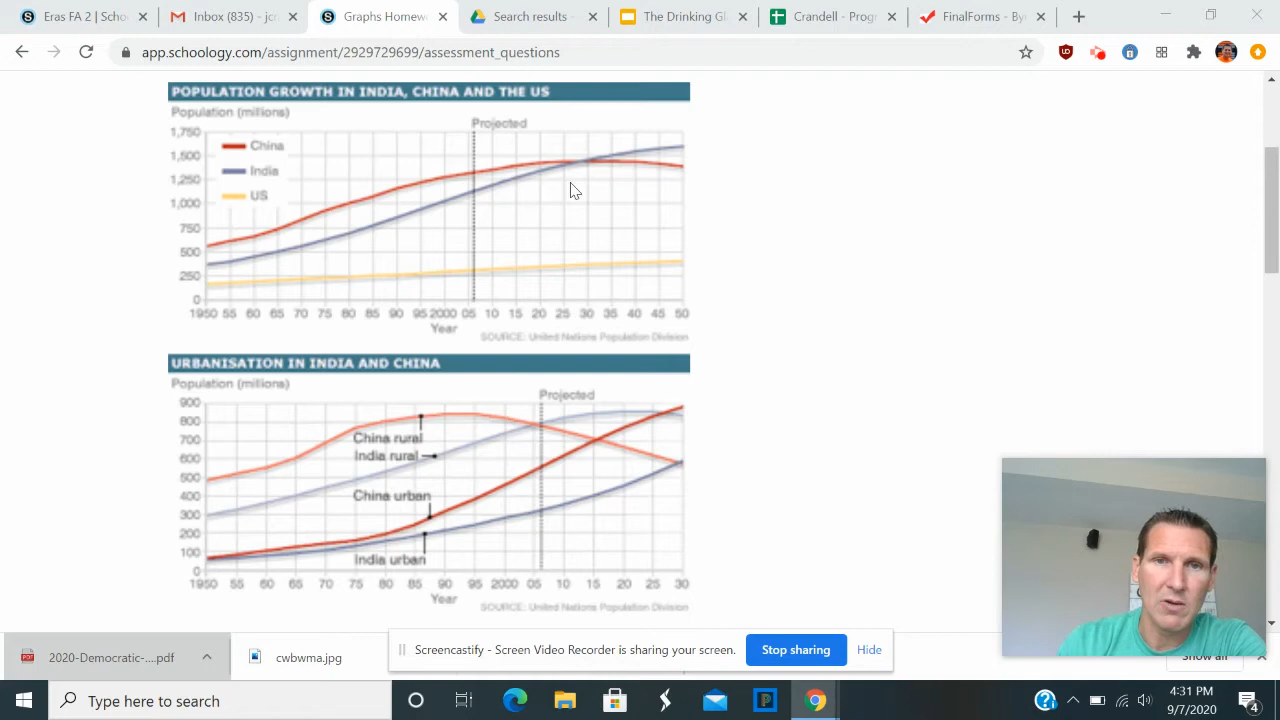 Eras of 2 | Scho
Inbox (835) - jcr
Graphs Homew
Search results -
The Drinking Gl
Crandell - Progr
FinalForms - By
app.schoology.com/assignment/2929729699/assessment_questions
POPULATION GROWTH IN INDIA, CHINA AND THE US
Population (millions)
Projected
1,750
1,500
1,250
1,000
750
500
250
0
China
India
US
1950 55 60 65 70 75 80 85 90 95 2000 05 10 15 20 25 30 35 40 45 50
Year
SOURCE: United Nations Population Division
URBANISATION IN INDIA AND CHINA
Population (millions)
Projected
900
800
700
600
500
400
300
200
100
0
China rural
India rural
China urban
India urban
1950 55 60 65 70 75 80 85 90 95 2000 05 10 15 20 25 30
Year
SOURCE: United Nations Population Division
2020-Domestic-....pdf
cwbwma.jpg
Screencastify - Screen Video Recorder is sharing your screen.
Stop sharing
Hide
Show all
Type here to search
4:31 PM
9/7/2020
4